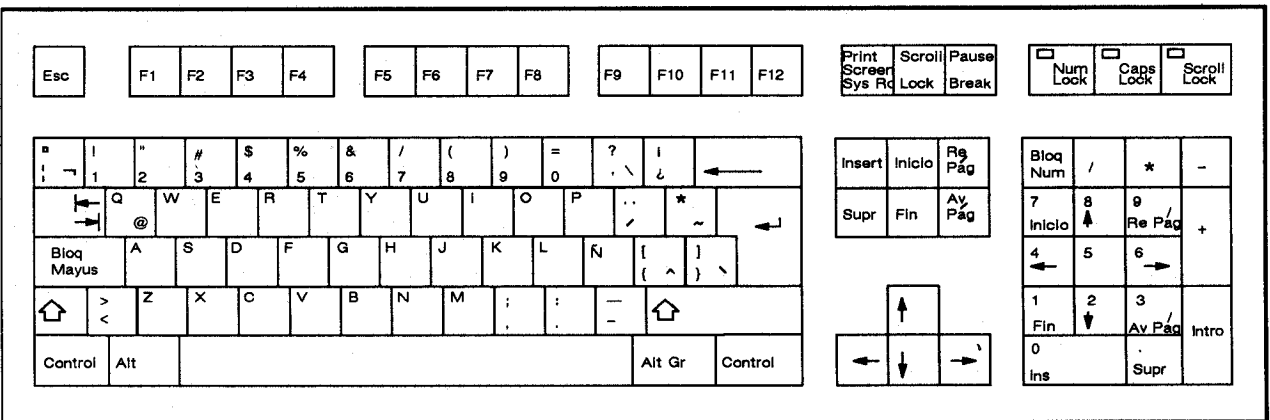 Esc F1 F2 F3 F4 F5 F6 F7 F8 F9 F10 F11 F12 Print Scroll Pause
Screen
Sys Rq Lock Break
Num Caps Scroll
Lock Lock Lock
¤ ! " # $ % & / ( ) = ? ¡
¦ ¬ 1 2 3 4 5 6 7 8 9 0 ' \ ¿
Insert Inicio Re Pág
Bloq Num / * -
Q @ W E R T Y U I O P ¨ ´ * ~
Supr Fin Av Pág
7 Inicio 8 9 Re Pág +
Bloq Mayus A S D F G H J K L Ñ [ { ^ ] } `
4 5 6
> < Z X C V B N M ; , : . — -
1 Fin 2 3 Av Pág Intro
Control Alt Alt Gr Control
0 Ins . Supr